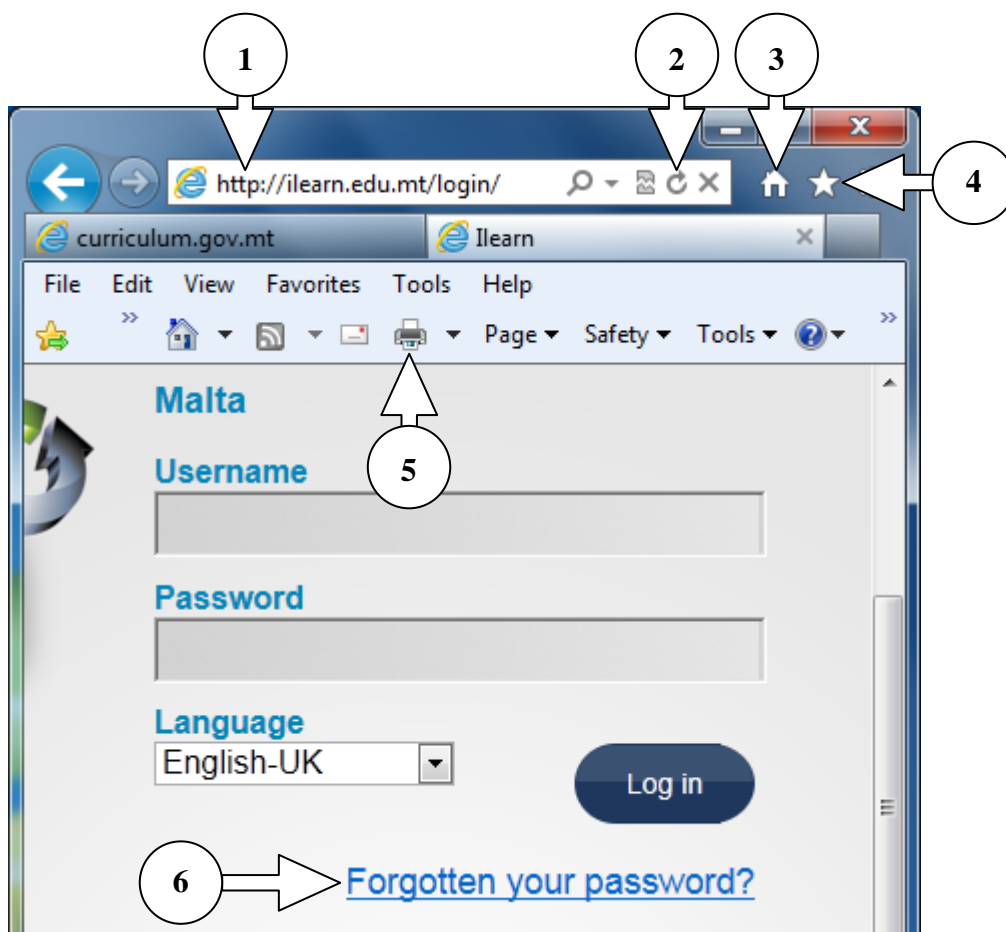 1 2 3
http://ilearn.edu.mt/login/
4
curriculum.gov.mt Ilearn
File Edit View Favorites Tools Help
Page Safety Tools
Malta
5
Username
Password
Language
English-UK
Log in
6
Forgotten your password?